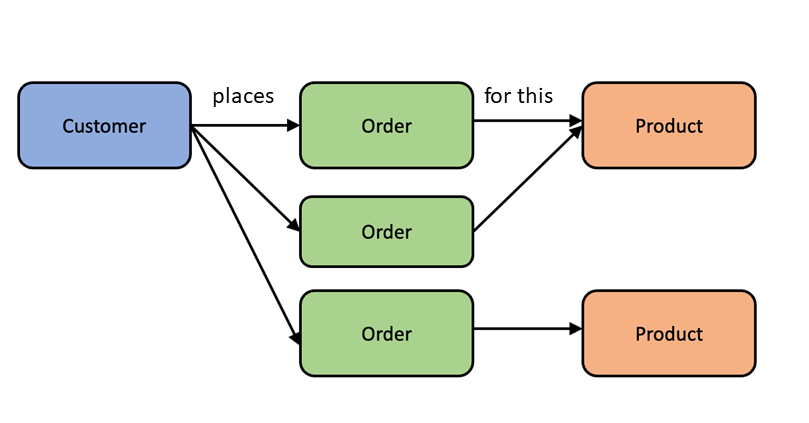 places
for this
Customer
Order
Product
Order
Order
Product